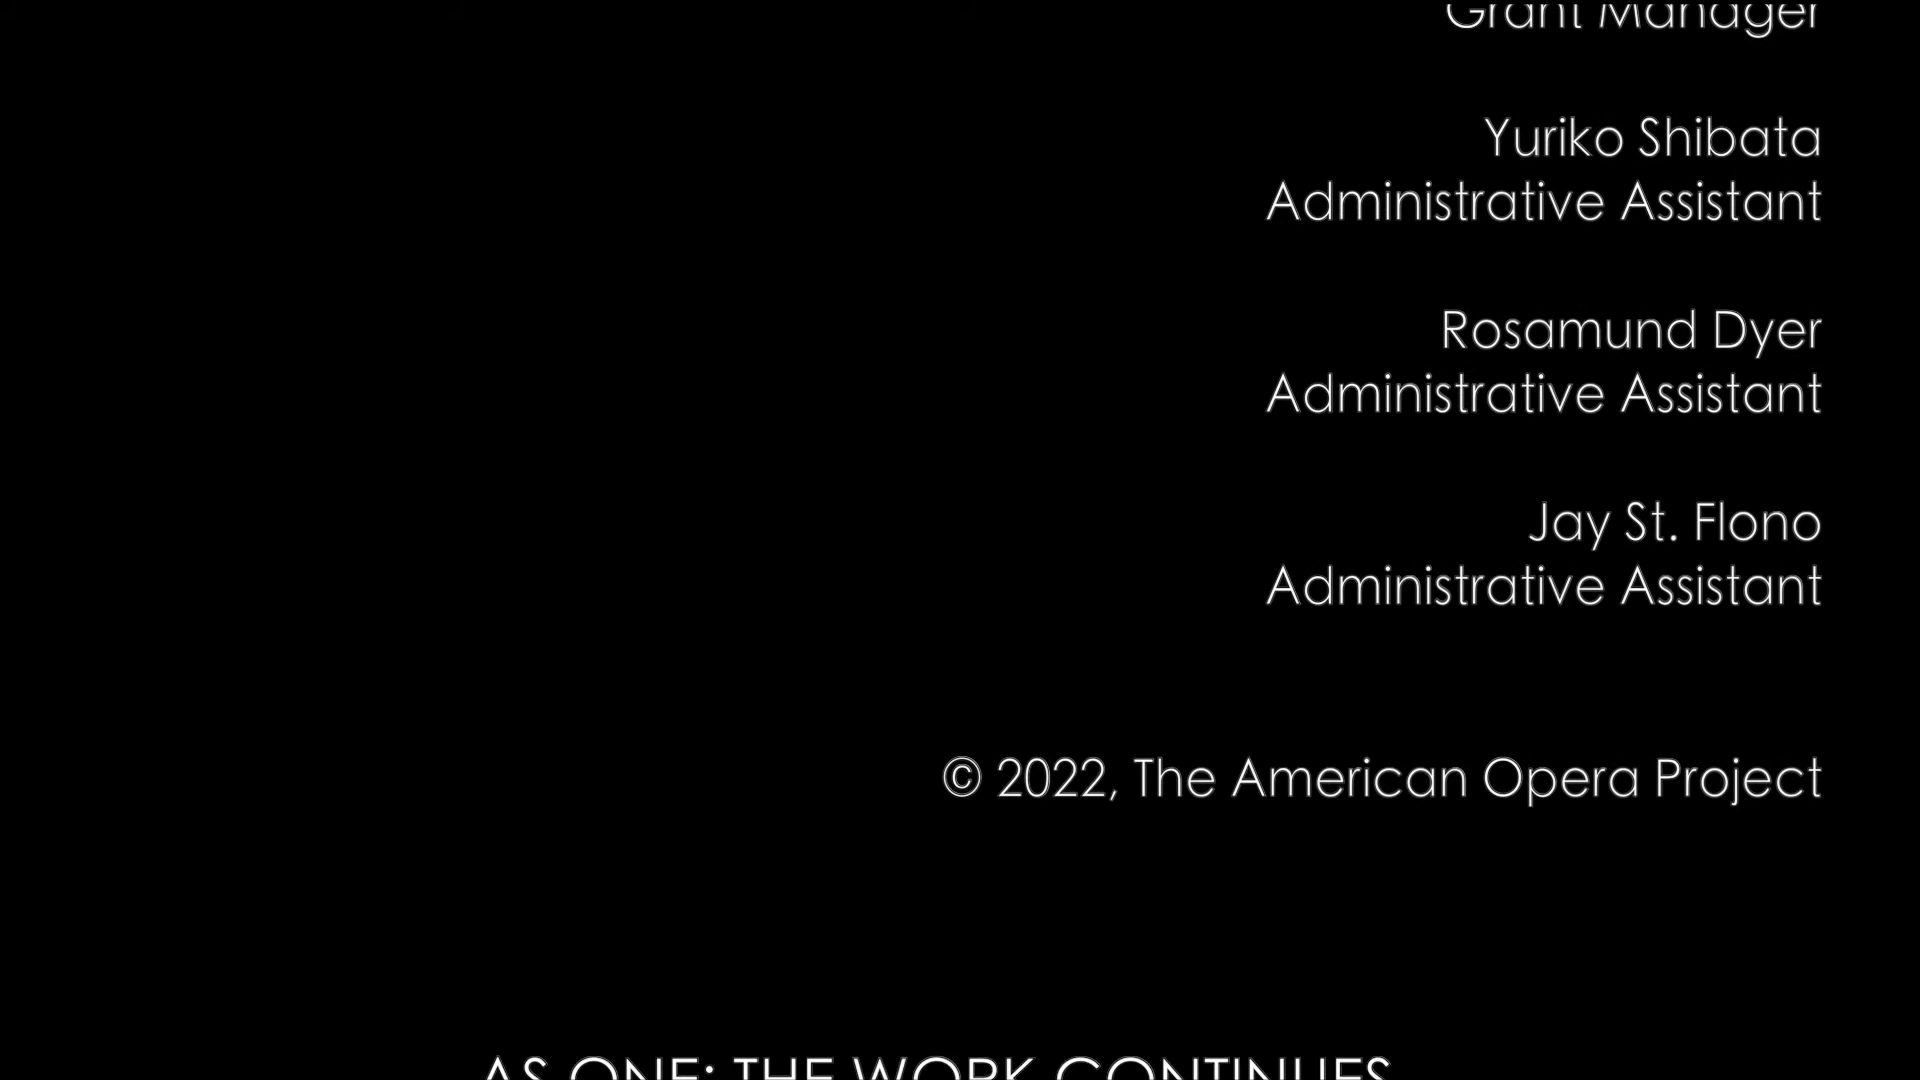 Grant Manager
Yuriko Shibata
Administrative Assistant
Rosamund Dyer
Administrative Assistant
Jay St. Flono
Administrative Assistant
© 2022, The American Opera Project
AS ONE: THE WORK CONTINUES